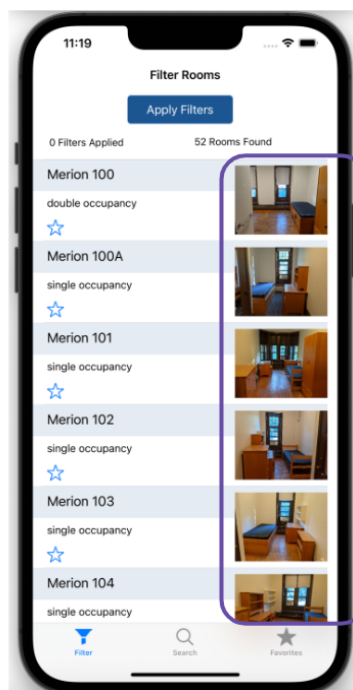 11:19
Filter Rooms
Apply Filters
0 Filters Applied 52 Rooms Found
Merion 100
double occupancy
Merion 100A
single occupancy
Merion 101
single occupancy
Merion 102
single occupancy
Merion 103
single occupancy
Merion 104
single occupancy
Filter Search Favorites